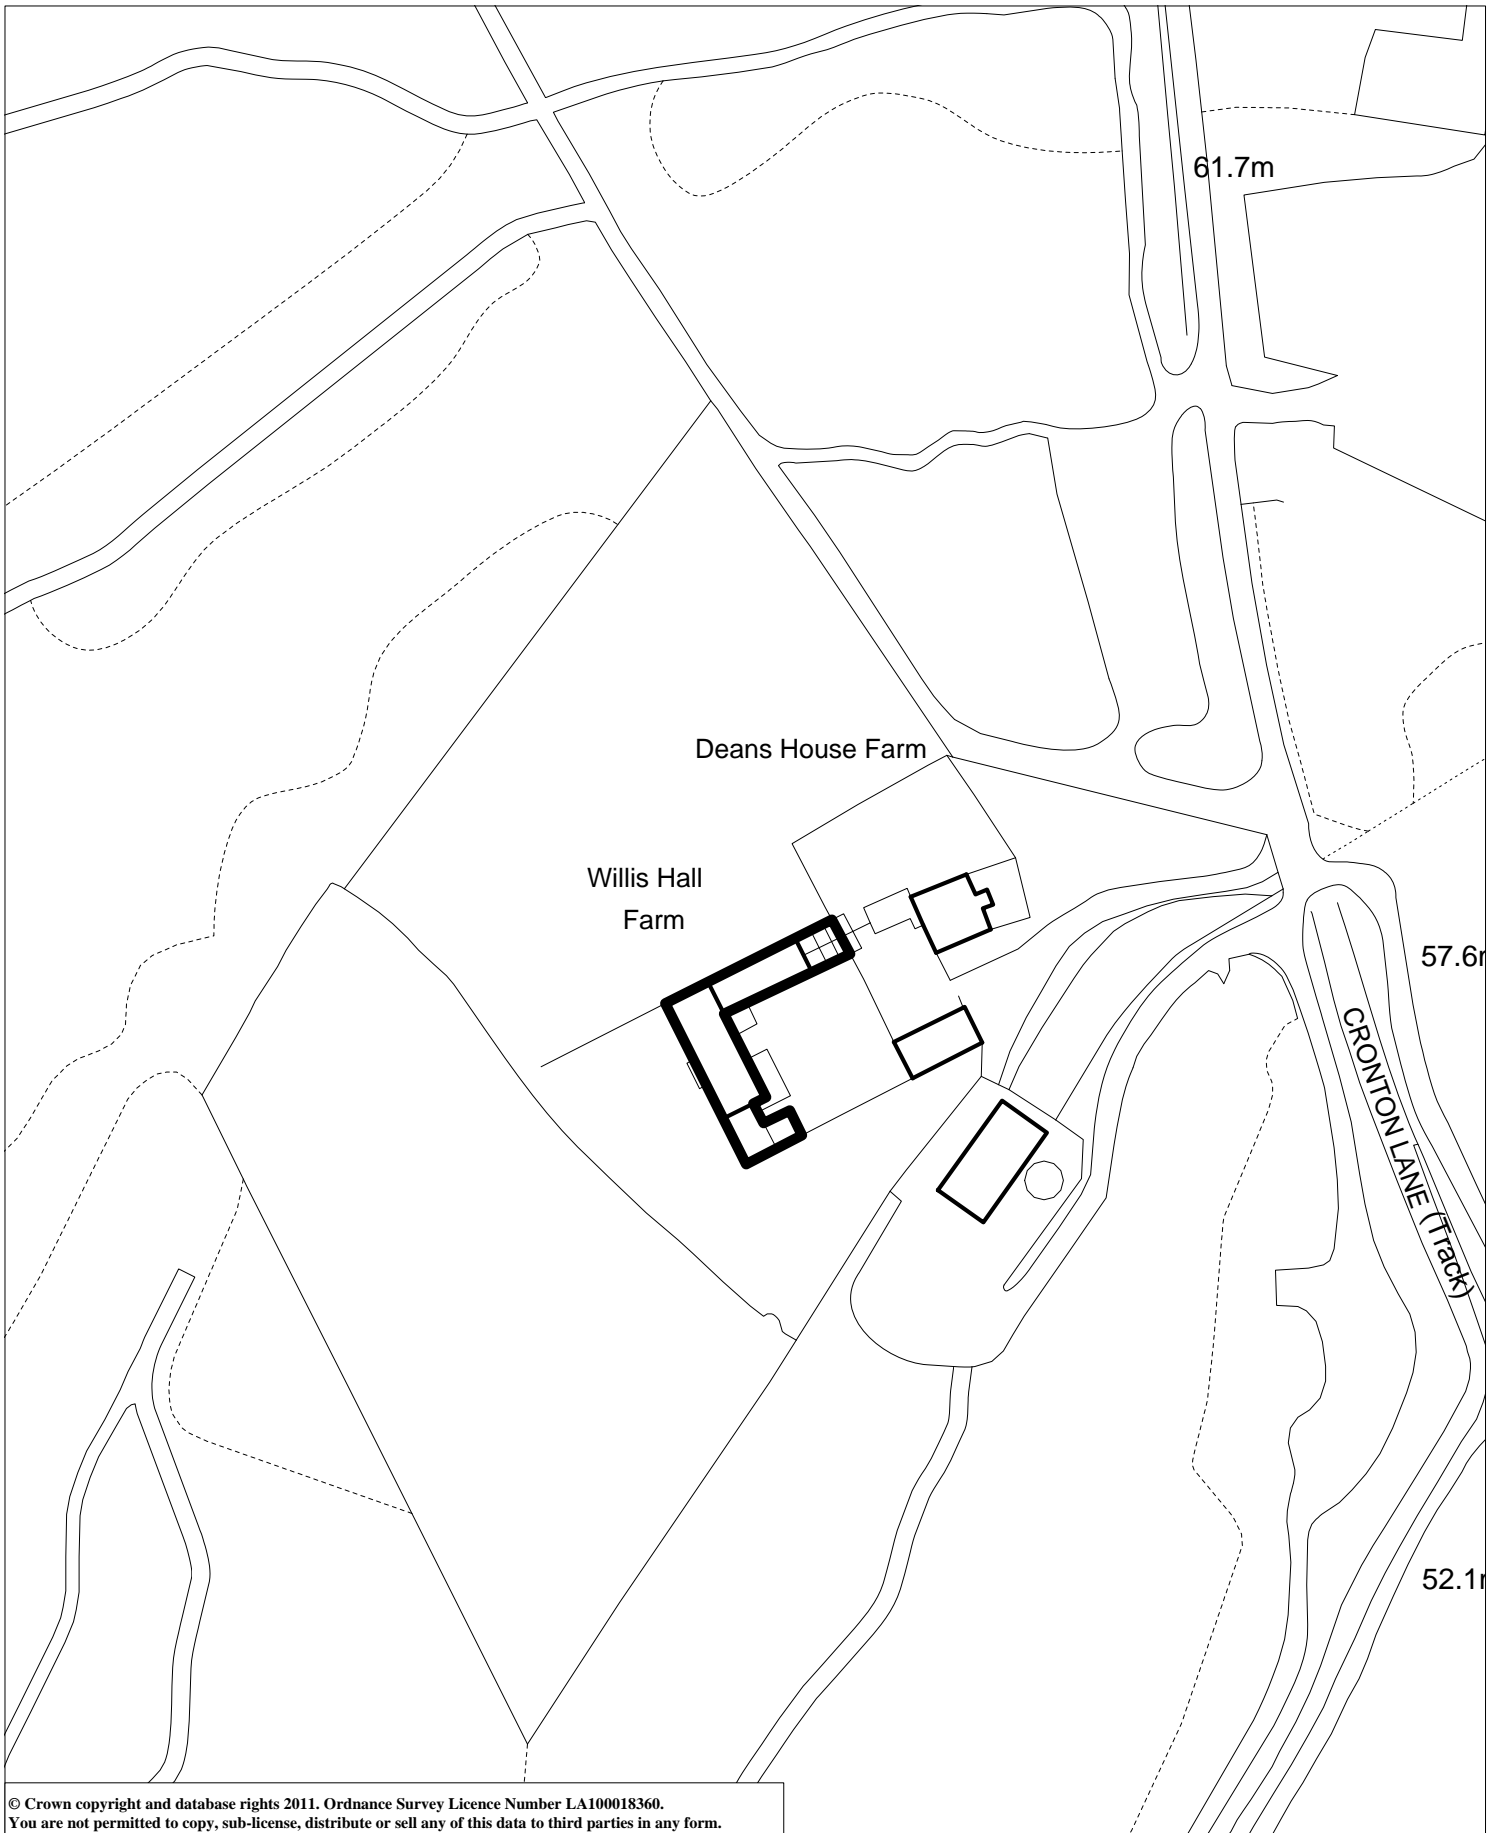 61.7m
Deans House Farm
Willis Hall
Farm
57.6
CRONTON LANE (Track)
52.1
© Crown copyright and database rights 2011. Ordnance Survey Licence Number LA100018360.
You are not permitted to copy, sub-license, distribute or sell any of this data to third parties in any form.